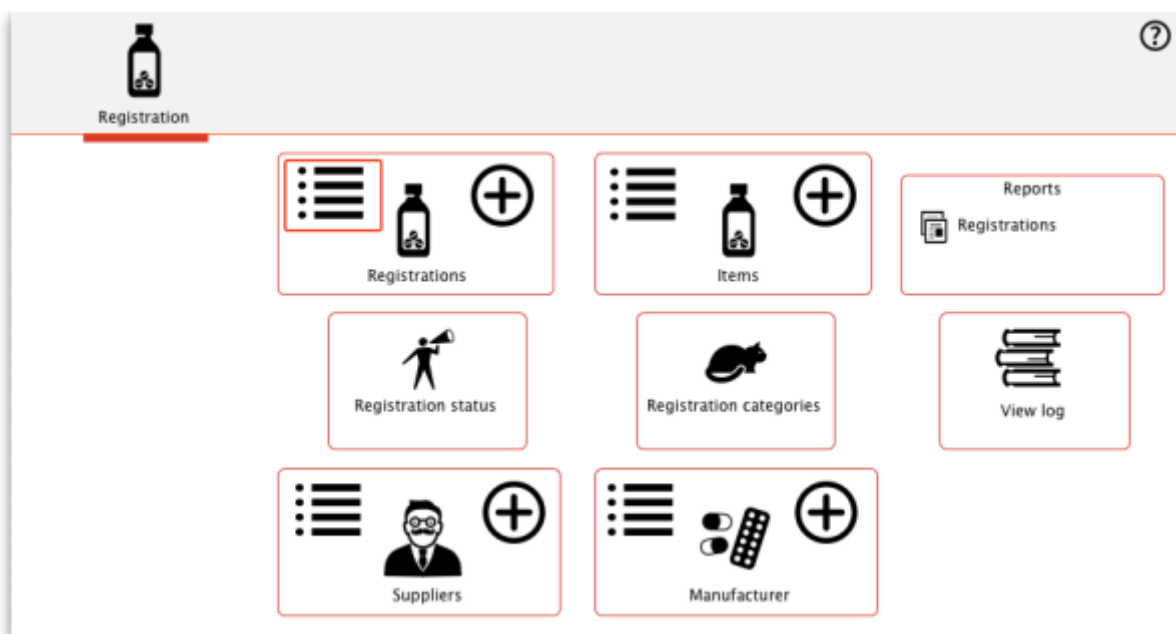 Registration
Registrations
Items
Reports
Registrations
Registration status
Registration categories
View log
Suppliers
Manufacturer